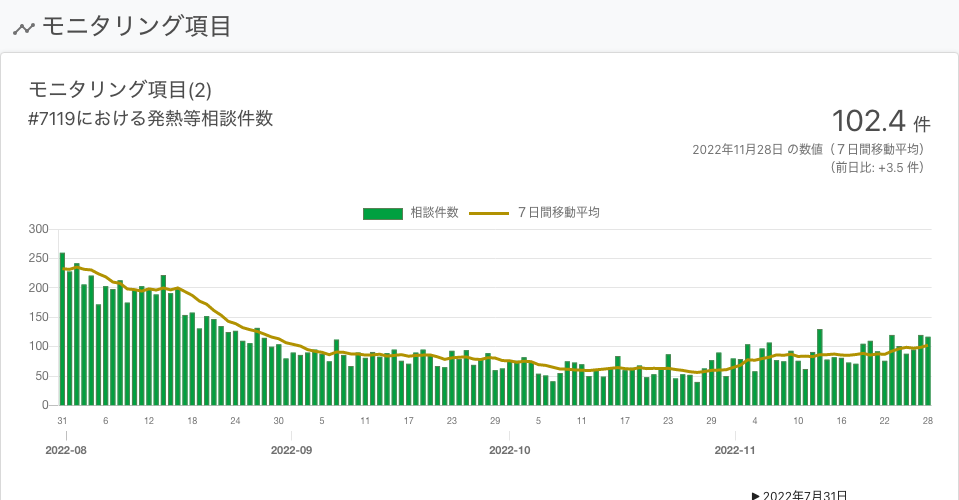 モニタリング項目
モニタリング項目(2)
#7119における発熱等相談件数
102.4 件
2022年11月28日 の数値（７日間移動平均）
（前日比: +3.5 件）
相談件数 ７日間移動平均
300
250
200
150
100
50
0
31 6 12 18 24 30 5 11 17 23 29 5 11 17 23 29 4 10 16 22 28
2022-08 2022-09 2022-10 2022-11
▶ 2022年7月31日